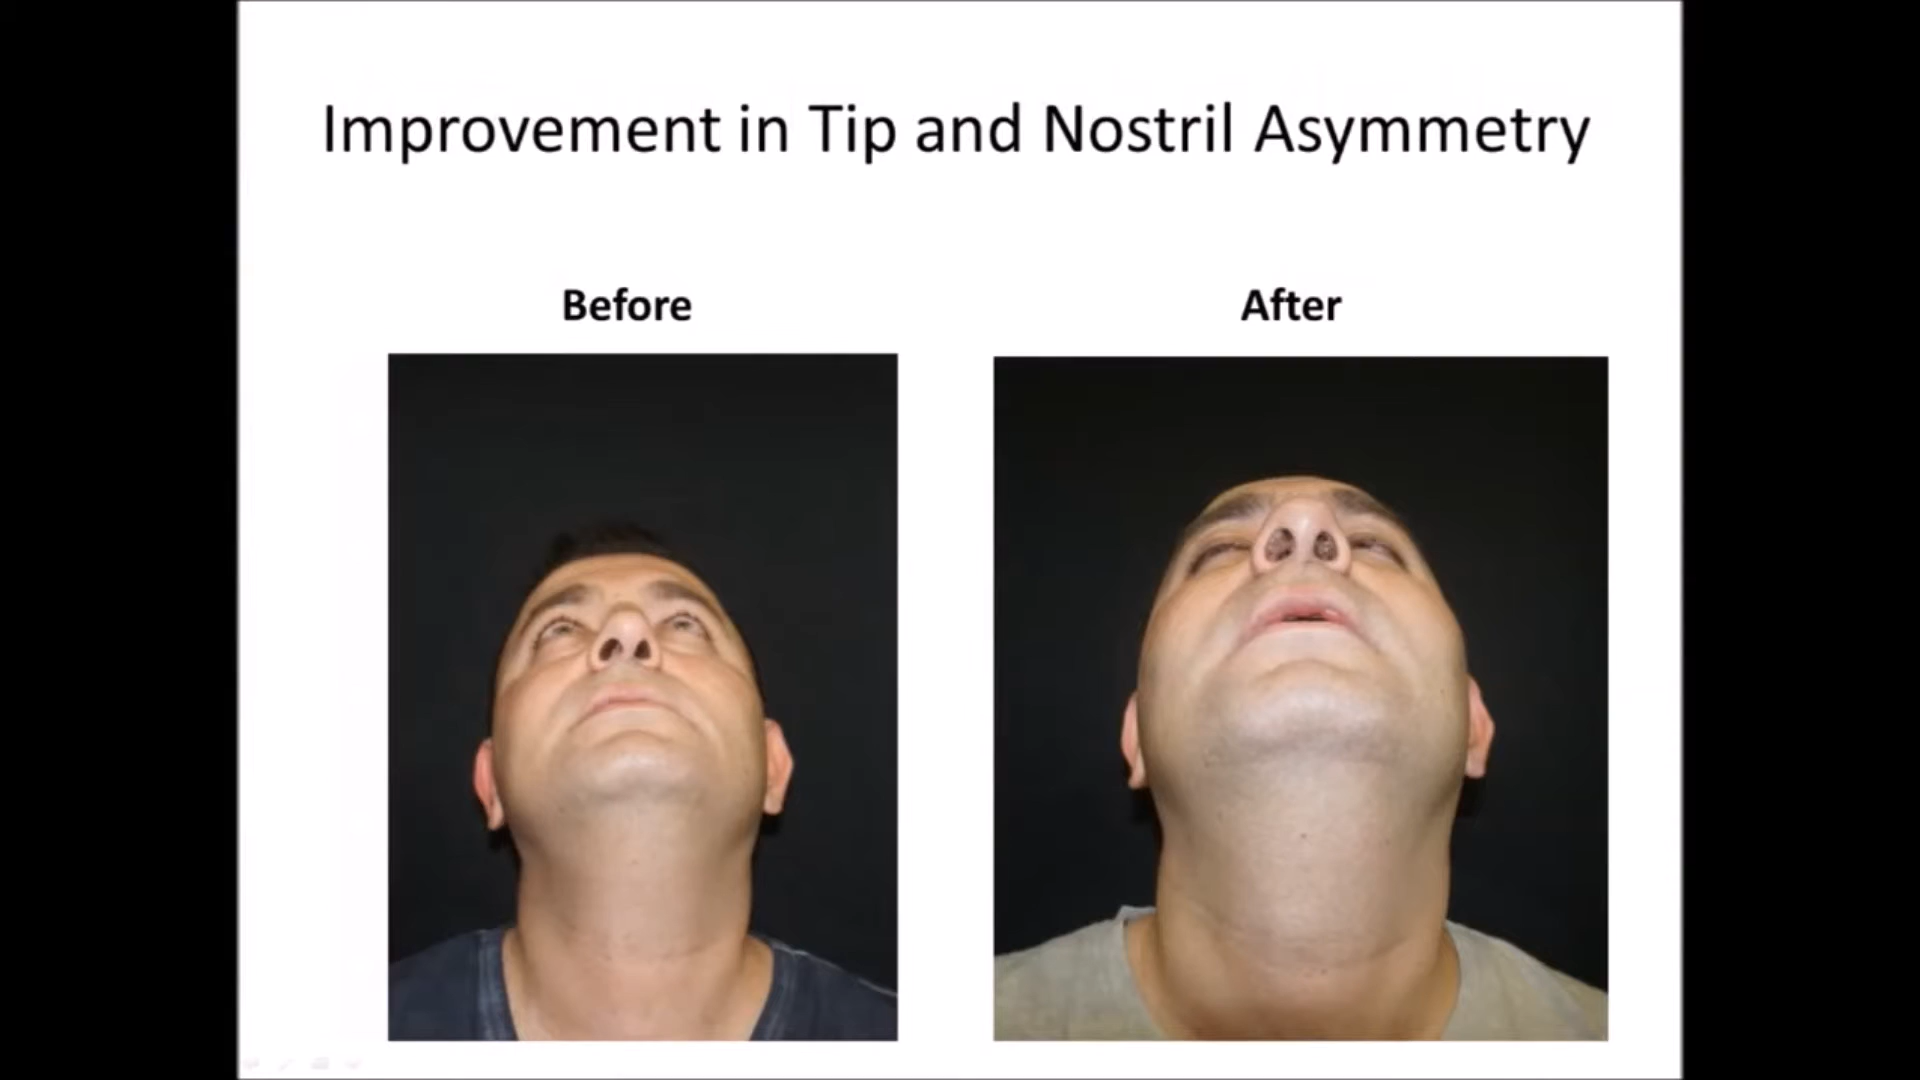 Improvement in Tip and Nostril Asymmetry
Before
After